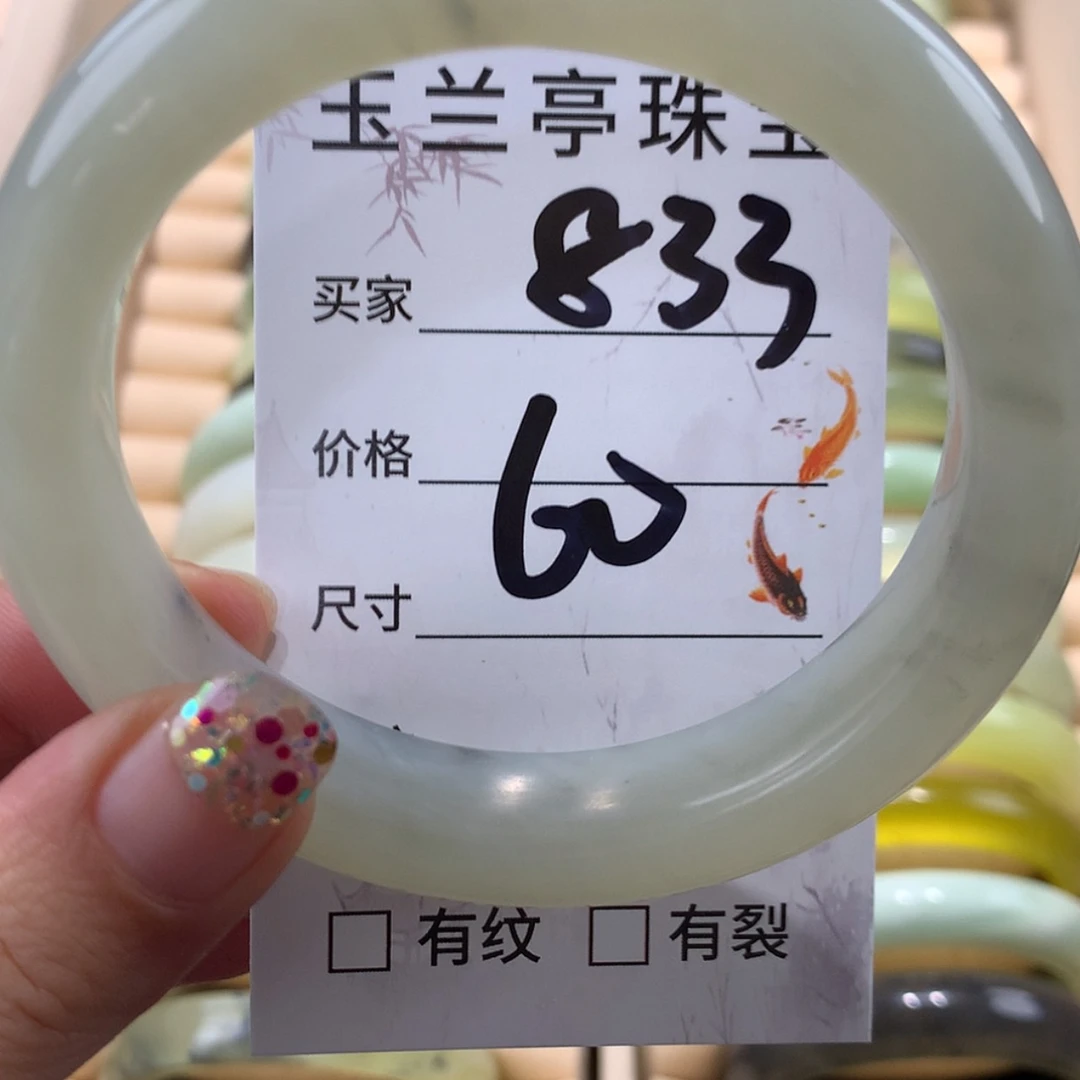 玉兰亭珠宝
买家 833
价格 60
尺寸
有纹 有裂